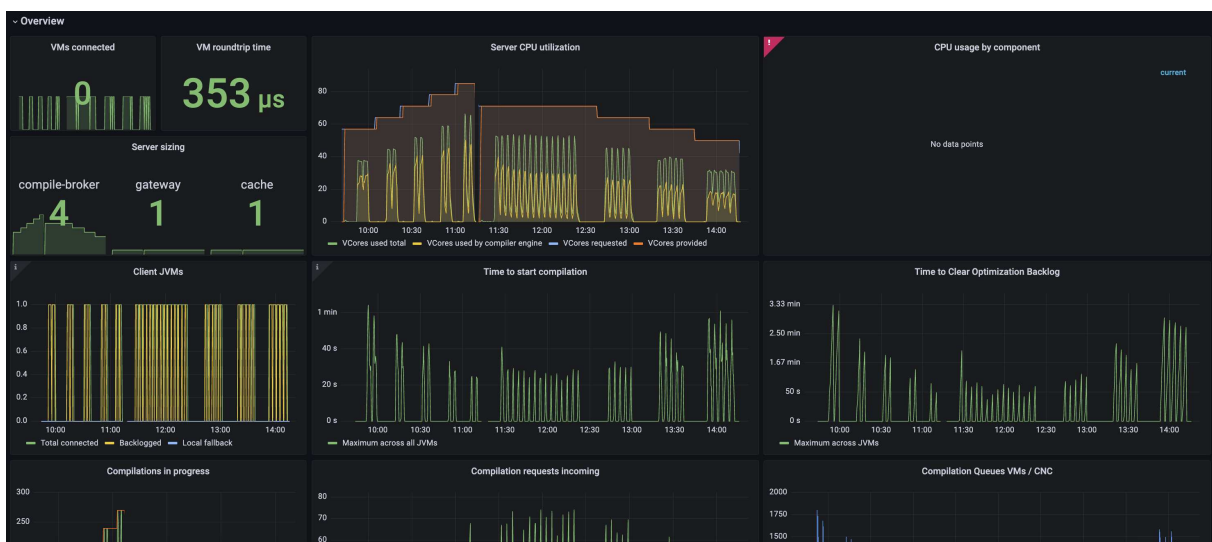 Overview
VMs connected
0
VM roundtrip time
353 µs
Server sizing
compile-broker gateway cache
4 1 1
Server CPU utilization
80
60
40
20
0
10:00 10:30 11:00 11:30 12:00 12:30 13:00 13:30 14:00
VCores used total VCores used by compiler engine VCores requested VCores provided
!
CPU usage by component
current
No data points
i
Client JVMs
1.0
0.8
0.6
0.4
0.2
0.0
10:00 11:00 12:00 13:00 14:00
Total connected Backlogged Local fallback
i
Time to start compilation
1 min
40 s
20 s
0 s
10:00 10:30 11:00 11:30 12:00 12:30 13:00 13:30 14:00
Maximum across all JVMs
Time to Clear Optimization Backlog
3.33 min
2.50 min
1.67 min
50 s
0 s
10:00 10:30 11:00 11:30 12:00 12:30 13:00 13:30 14:00
Maximum across JVMs
Compilations in progress
300
250
Compilation requests incoming
80
70
60
Compilation Queues VMs / CNC
2000
1750
1500